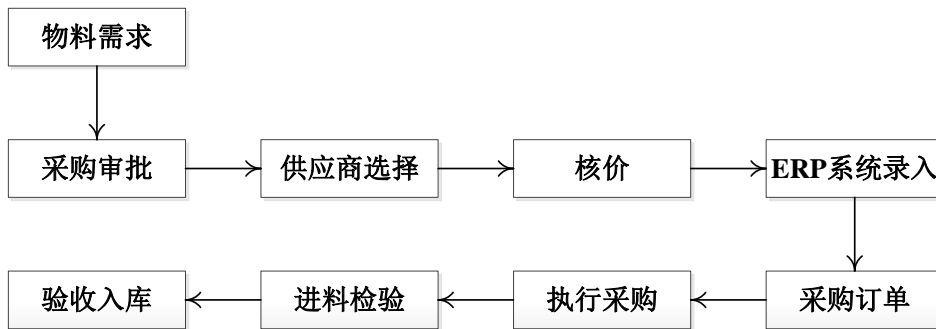 物料需求
采购审批
供应商选择
核价
ERP系统录入
采购订单
执行采购
进料检验
验收入库